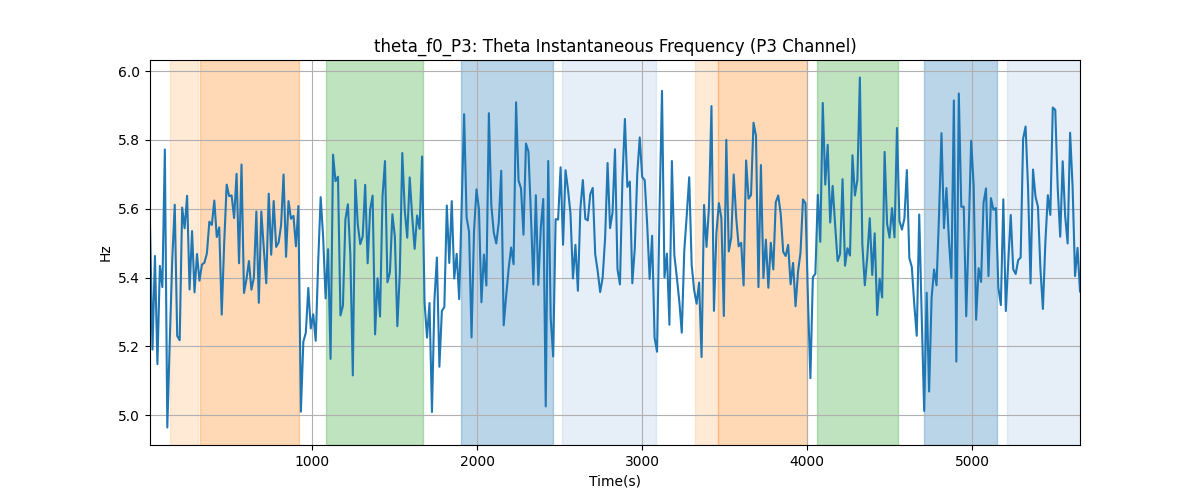 theta_f0_P3: Theta Instantaneous Frequency (P3 Channel)
6.0
5.8
5.6
5.4
5.2
5.0
Hz
1000 2000 3000 4000 5000
Time(s)